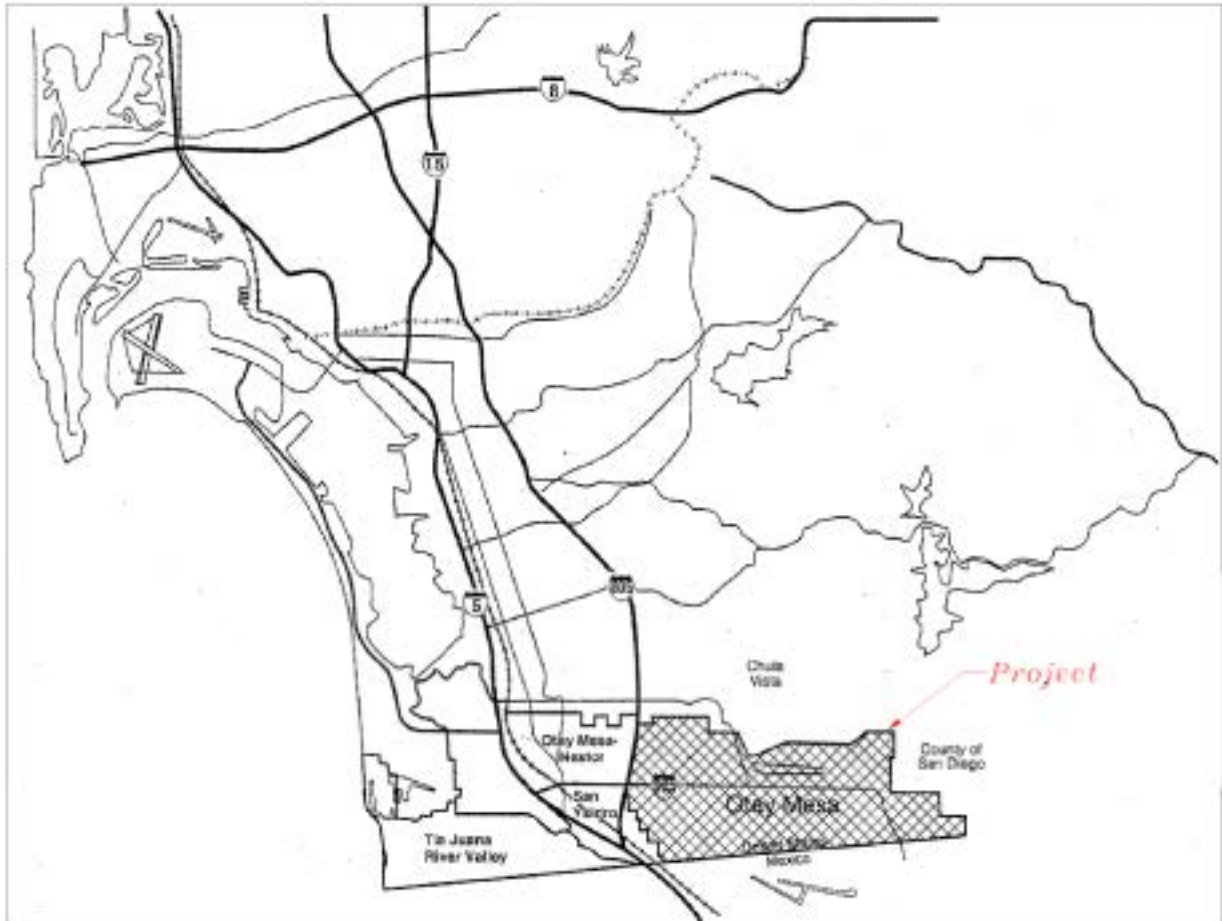 8
15
805
5
Chula
Vista
Project
Otay Mesa-
Nestor
County of
San Diego
San
Ysidro
Otay Mesa
Tia Juana
River Valley
Mexico